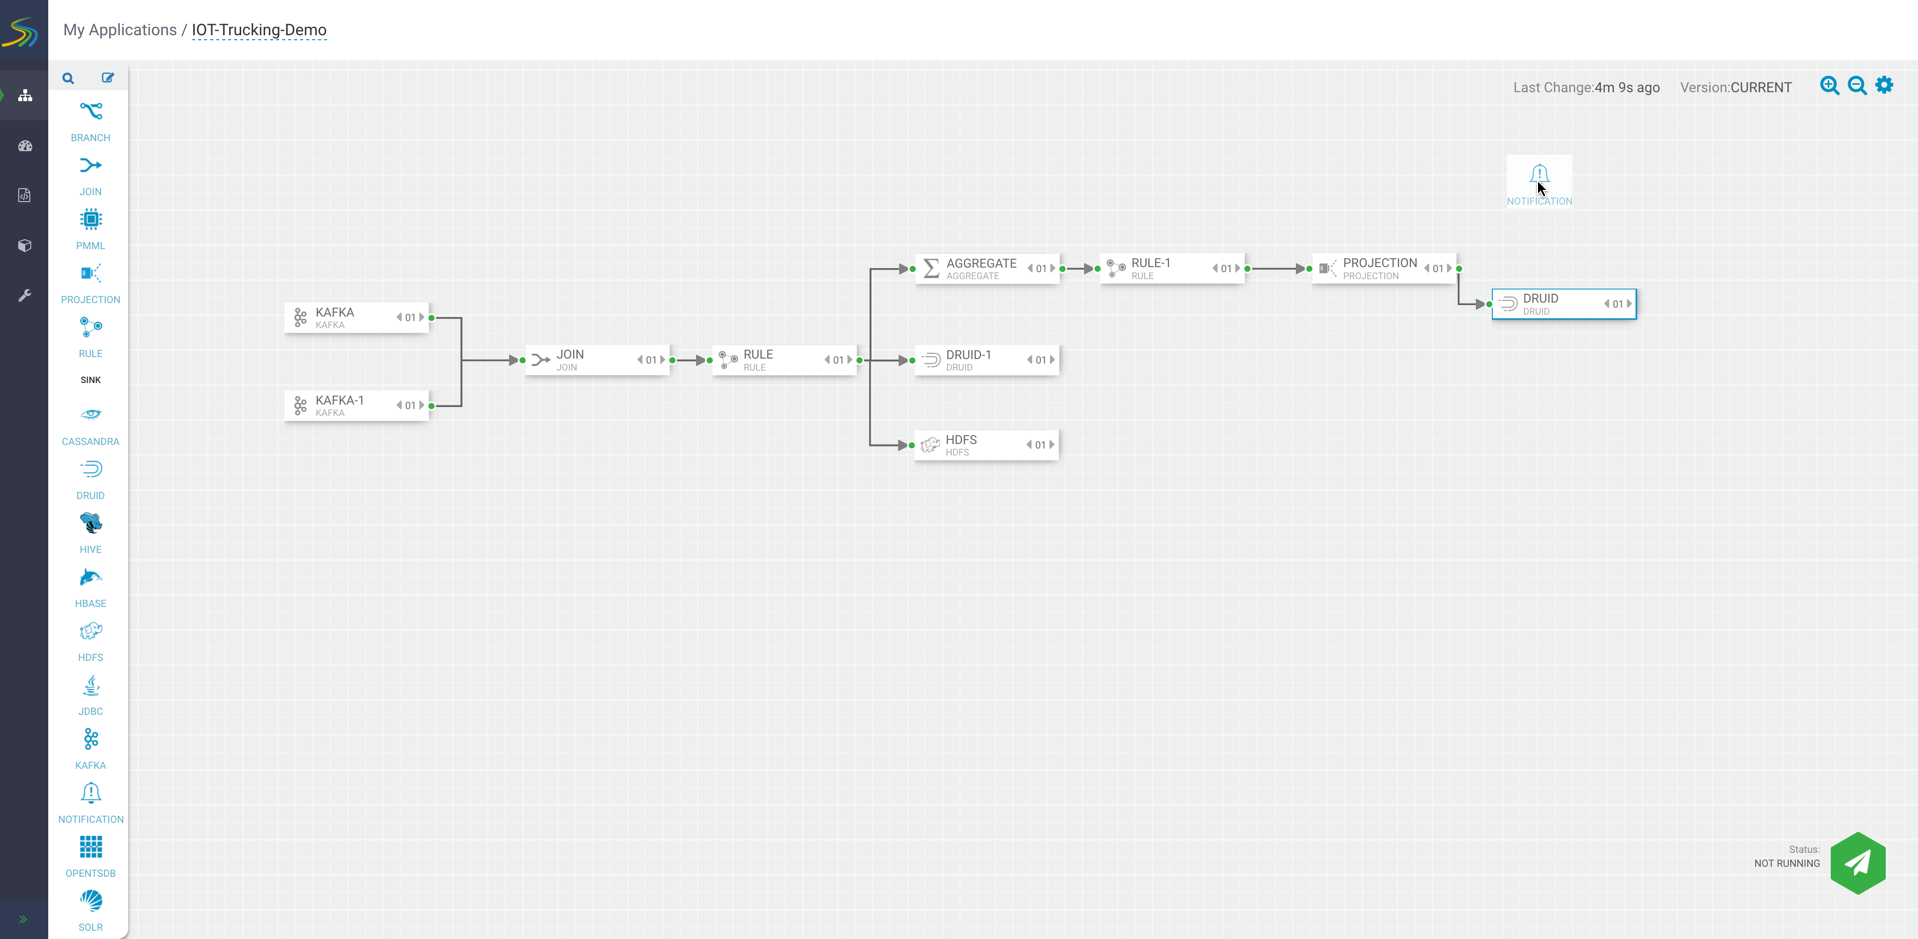 My Applications / IOT-Trucking-Demo
Last Change:4m 9s ago Version:CURRENT
BRANCH
JOIN
PMML
PROJECTION
RULE
SINK
CASSANDRA
DRUID
HIVE
HBASE
HDFS
JDBC
KAFKA
NOTIFICATION
OPENTSDB
SOLR
NOTIFICATION
KAFKA
KAFKA
01
KAFKA-1
KAFKA
01
JOIN
JOIN
01
RULE
RULE
01
AGGREGATE
AGGREGATE
01
RULE-1
RULE
01
PROJECTION
PROJECTION
01
DRUID
DRUID
01
DRUID-1
DRUID
01
HDFS
HDFS
01
Status:
NOT RUNNING